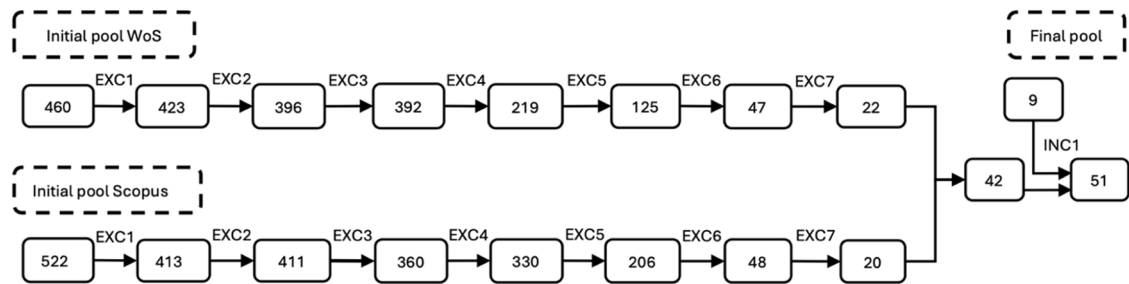 Initial pool WoS
Final pool
EXC1 EXC2 EXC3 EXC4 EXC5 EXC6 EXC7
460 423 396 392 219 125 47 22
9
INC1
42 51
Initial pool Scopus
EXC1 EXC2 EXC3 EXC4 EXC5 EXC6 EXC7
522 413 411 360 330 206 48 20